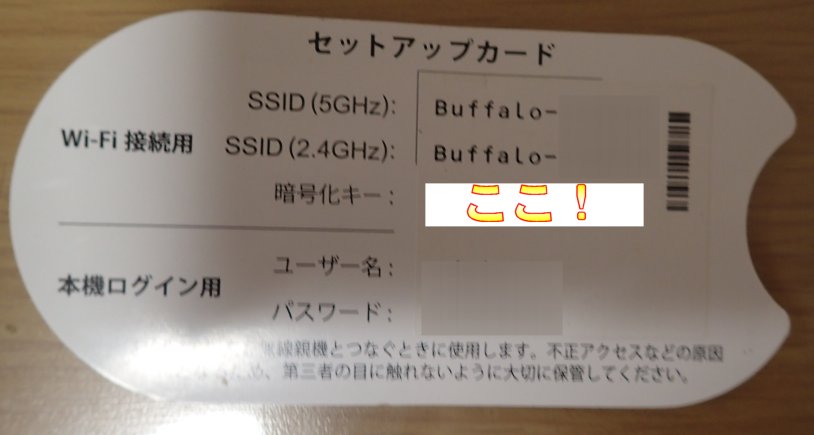 セットアップカード
Wi-Fi 接続用
SSID (5GHz): Buffalo-
SSID (2.4GHz): Buffalo-
暗号化キー: ここ!
本機ログイン用
ユーザー名:
パスワード:
無線親機とつなぐときに使用します。不正アクセスなどの原因
め、第三者の目に触れないように大切に保管してください。